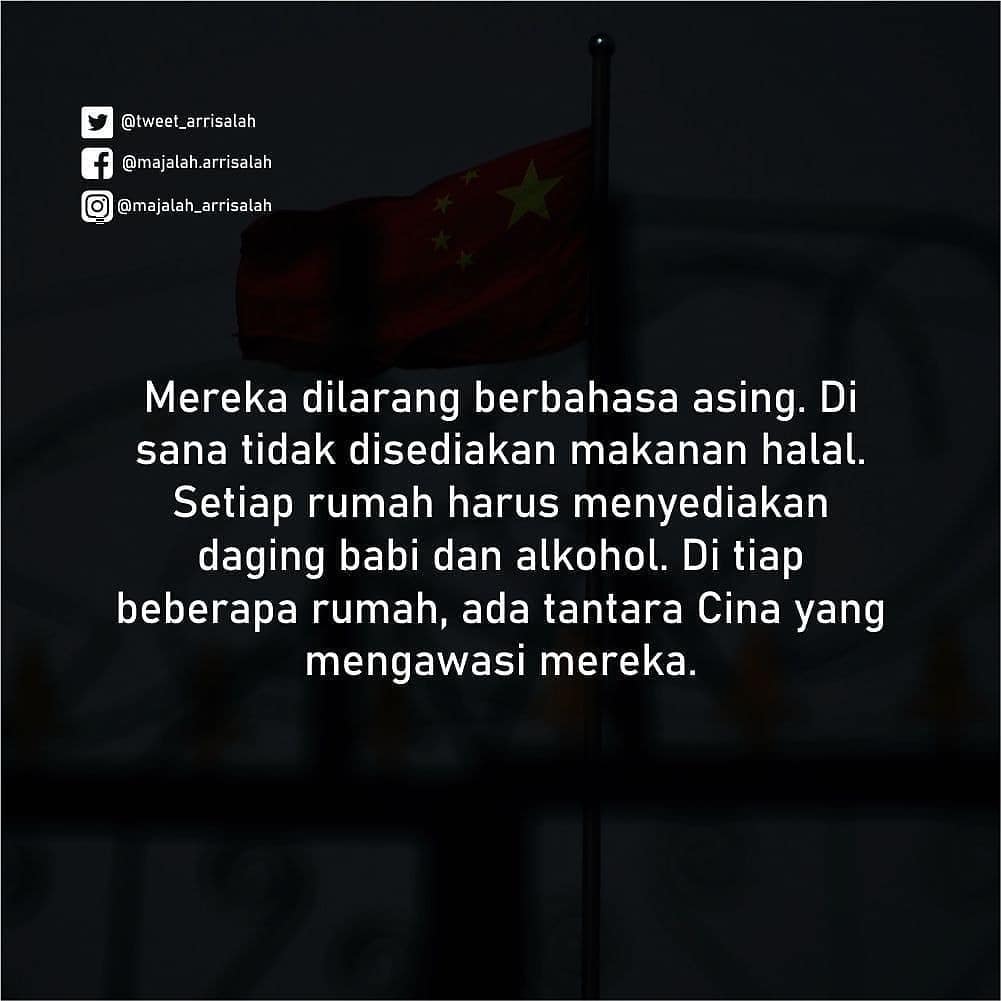 @tweet_arrisalah
@majalah.arrisalah
@majalah_arrisalah
Mereka dilarang berbahasa asing. Di
sana tidak disediakan makanan halal.
Setiap rumah harus menyediakan
daging babi dan alkohol. Di tiap
beberapa rumah, ada tantara Cina yang
mengawasi mereka.